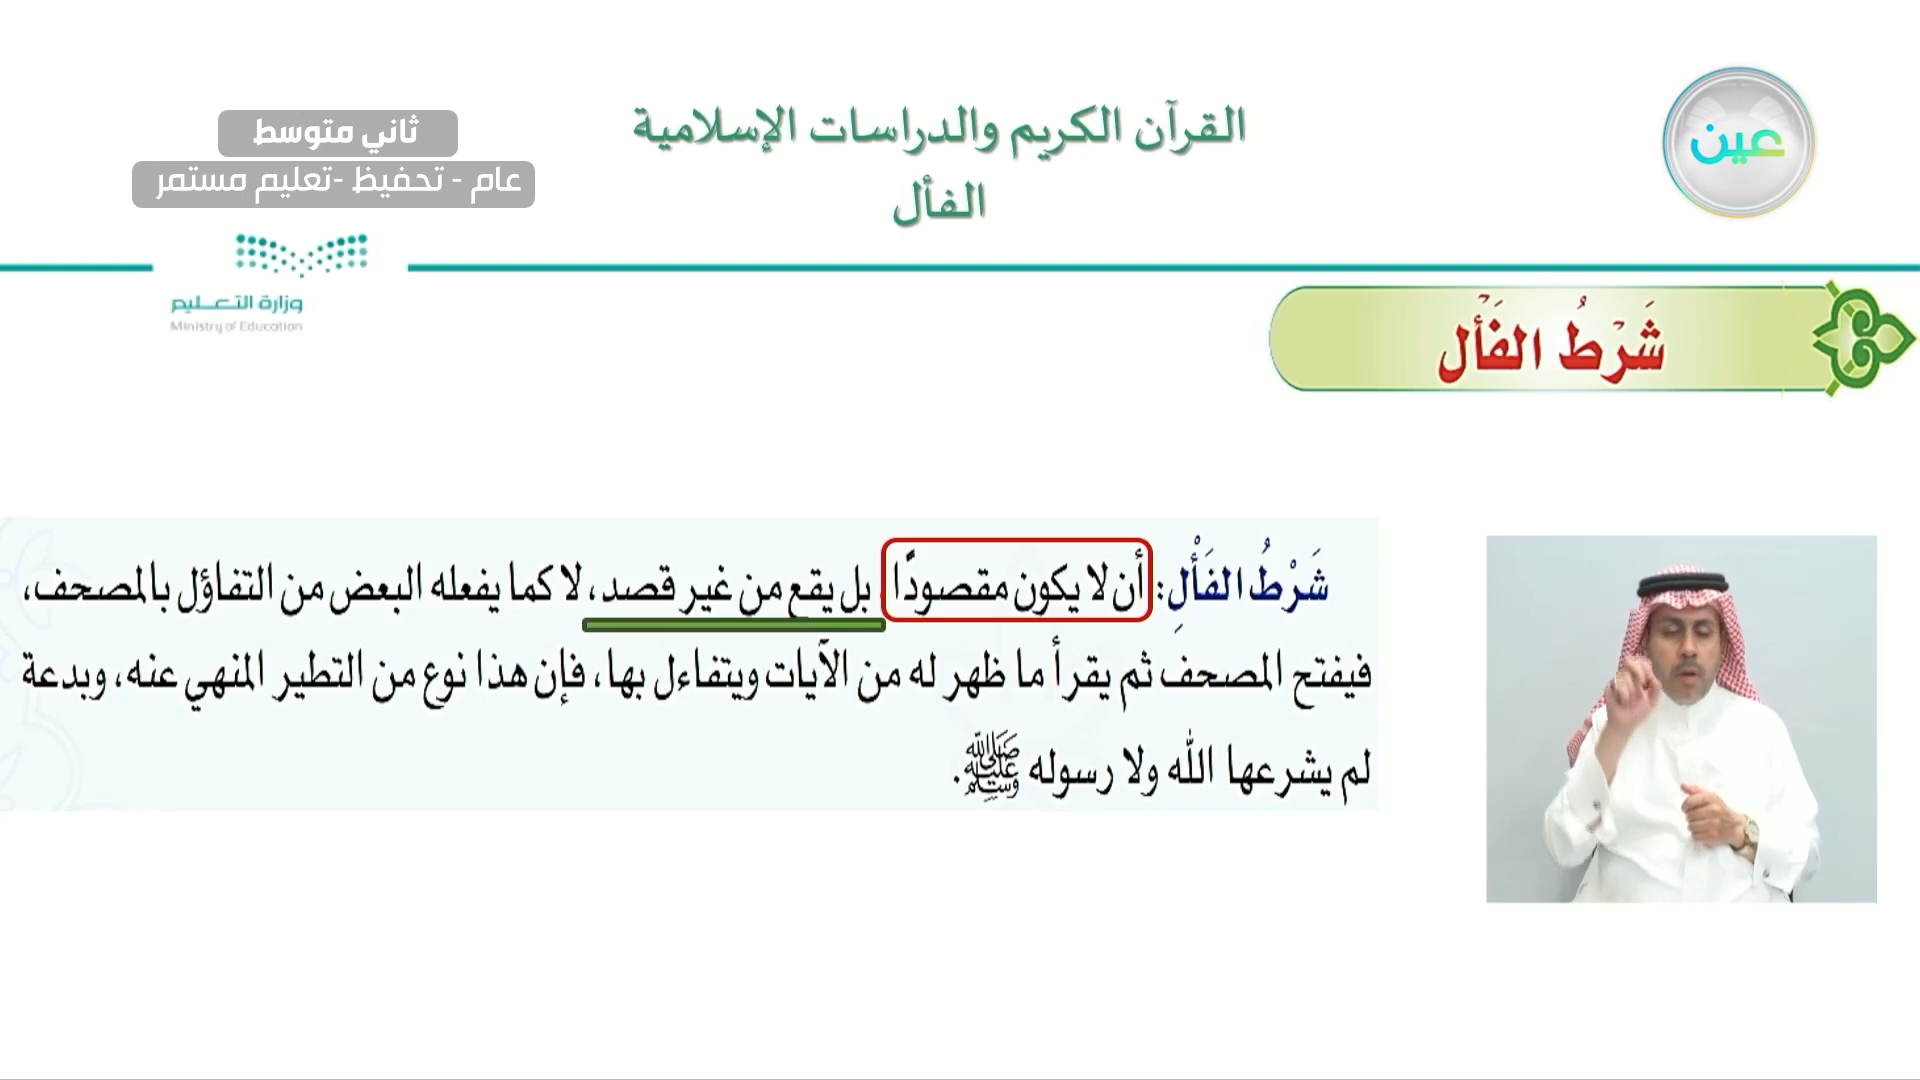 القرآن الكريم والدراسات الإسلامية
الفأل
عين
ثاني متوسط
عام - تحفيظ -تعليم مستمر
وزارة التعـــليم
Ministry of Education
شَرْطُ الفَأْل
شَرْطُ الفَأْلِ: أن لا يكون مقصودًا بل يقع من غير قصد، لا كما يفعله البعض من التفاؤل بالمصحف،
فيفتح المصحف ثم يقرأ ما ظهر له من الآيات ويتفاءل بها، فإن هذا نوع من التطير المنهي عنه، وبدعة
لم يشرعها الله ولا رسوله ﷺ.